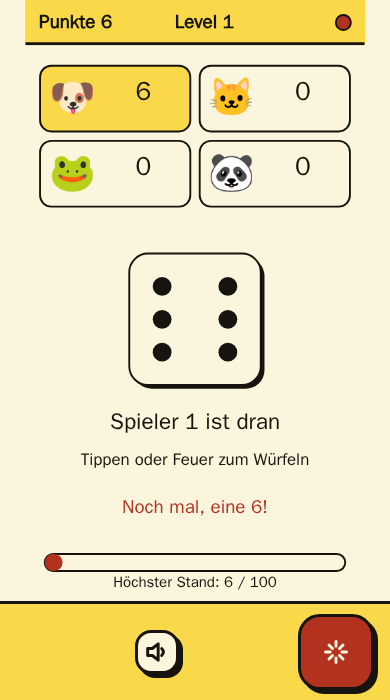 Punkte 6 Level 1
6 0
0 0
Spieler 1 ist dran
Tippen oder Feuer zum Würfeln
Noch mal, eine 6!
Höchster Stand: 6 / 100